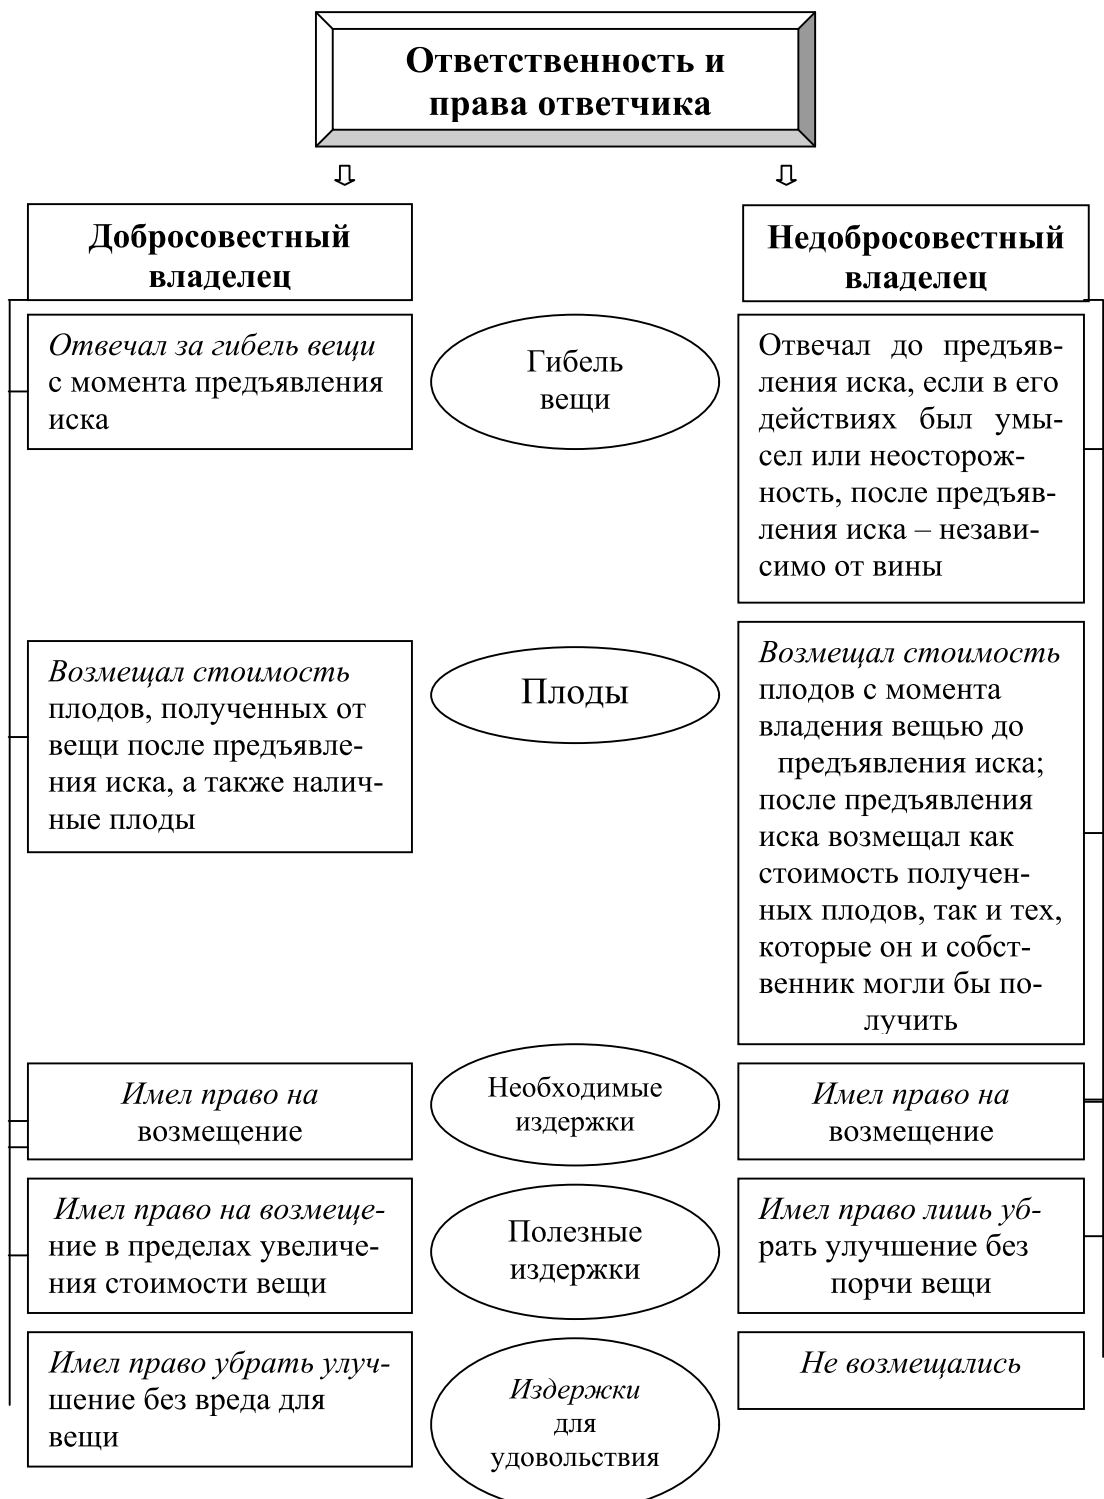 Ответственность и
права ответчика
Добросовестный
владелец
Недобросовестный
владелец
Отвечал за гибель вещи
с момента предъявления
иска
Гибель
вещи
Отвечал до предъяв-
ления иска, если в его
действиях был умы-
сел или неосторож-
ность, после предъяв-
ления иска – незави-
симо от вины
Возмещал стоимость
плодов, полученных от
вещи после предъявле-
ния иска, а также налич-
ные плоды
Плоды
Возмещал стоимость
плодов с момента
владения вещью до
предъявления иска;
после предъявления
иска возмещал как
стоимость получен-
ных плодов, так и тех,
которые он и собст-
венник могли бы по-
лучить
Имел право на
возмещение
Необходимые
издержки
Имел право на
возмещение
Имел право на возмеще-
ние в пределах увеличе-
ния стоимости вещи
Полезные
издержки
Имел право лишь уб-
рать улучшение без
порчи вещи
Имел право убрать улуч-
шение без вреда для
вещи
Издержки
для
удовольствия
Не возмещались